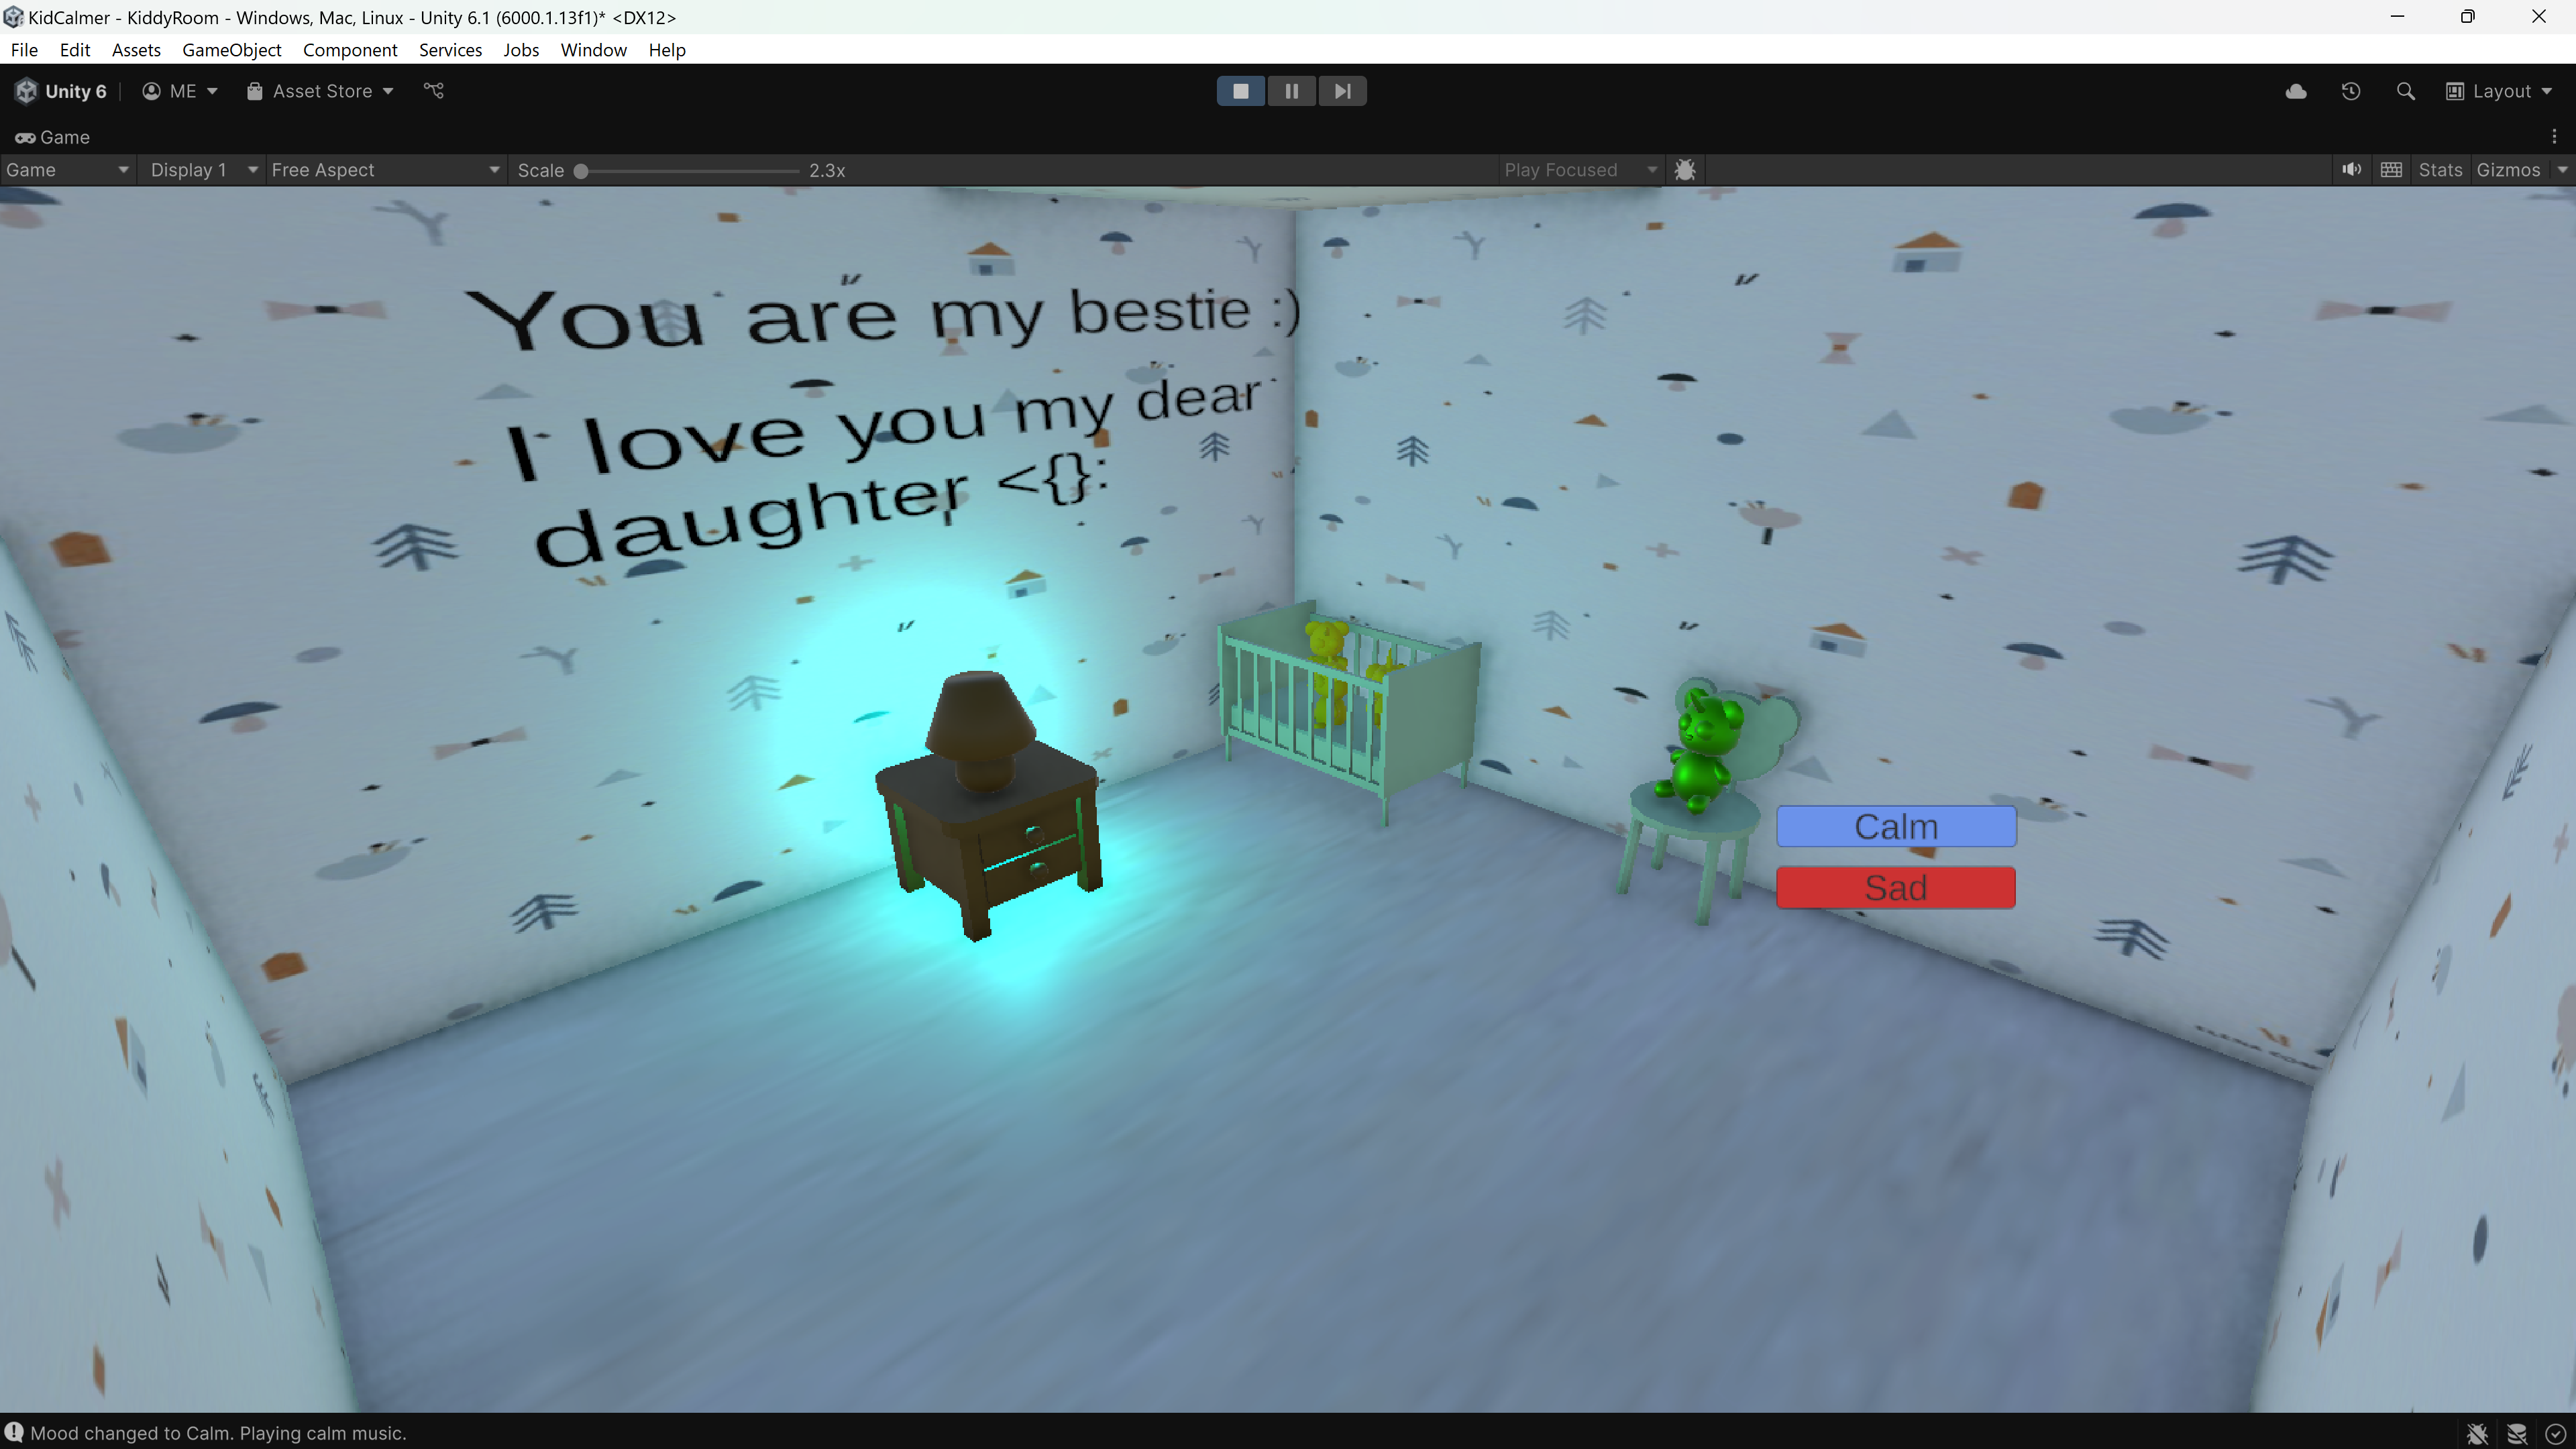 KidCalmer - KiddyRoom - Windows, Mac, Linux - Unity 6.1 (6000.1.13f1)* <DX12>
File Edit Assets GameObject Component Services Jobs Window Help
Unity 6 ME Asset Store Layout
Game
Game Display 1 Free Aspect Scale 2.3x Play Focused Stats Gizmos
You are my bestie :)
I love you my dear
daughter <{}:
Calm
Sad
Mood changed to Calm. Playing calm music.